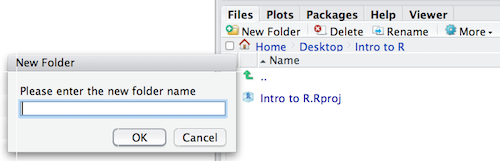 Files Plots Packages Help Viewer
New Folder Delete Rename More
Home Desktop Intro to R
Name
..
Intro to R.Rproj
New Folder
Please enter the new folder name
OK Cancel